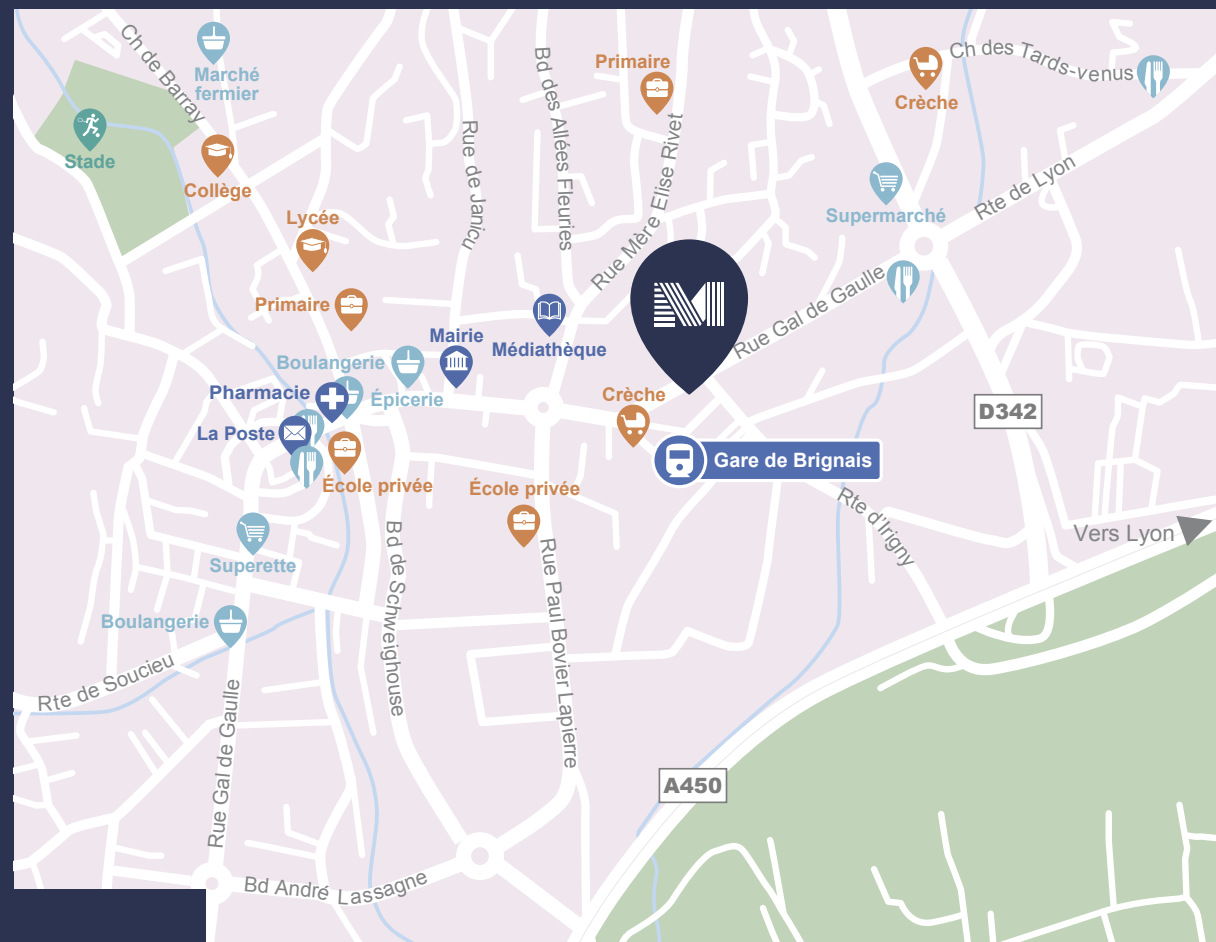 Ch de Barray
Marché
fermier
Stade
Collège
Lycée
Primaire
Rue de Janicu
Bd des Allées Fleuries
Primaire
Rue Mère Elise Rivet
Crèche
Ch des Tards-venus
Supermarché
Rte de Lyon
Rue Gal de Gaulle
M
Mairie
Médiathèque
Boulangerie
Pharmacie
Épicerie
La Poste
École privée
École privée
Crèche
Gare de Brignais
D342
Rte d'Irigny
Vers Lyon
Superette
Boulangerie
Rte de Soucieu
Rue Gal de Gaulle
Bd de Schweighouse
Rue Paul Bovier Lapierre
A450
Bd André Lassagne